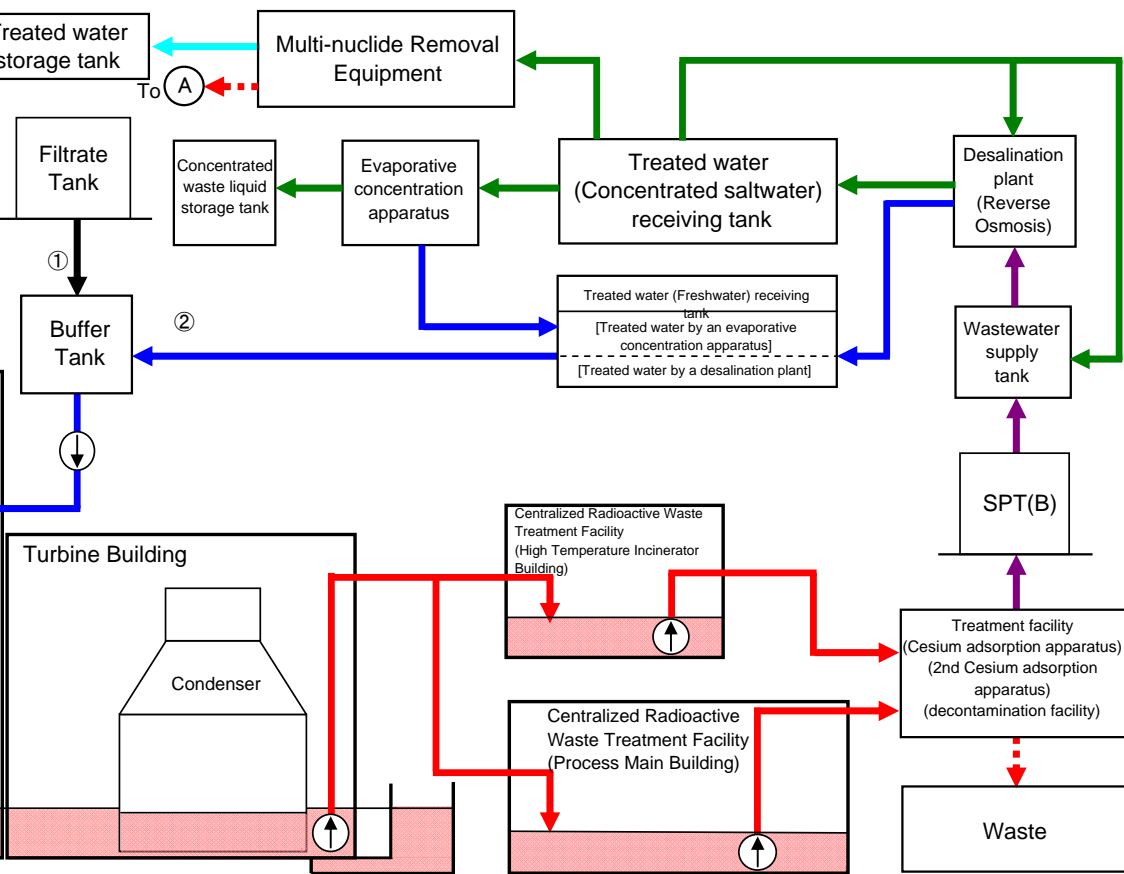 Treated water
storage tank
Multi-nuclide Removal
Equipment
To
A
Filtrate
Tank
Concentrated
waste liquid
storage tank
Evaporative
concentration
apparatus
Treated water
(Concentrated saltwater)
receiving tank
Desalination
plant
(Reverse
Osmosis)
①
Buffer
Tank
②
Treated water (Freshwater) receiving
tank
[Treated water by an evaporative
concentration apparatus]
[Treated water by a desalination plant]
Wastewater
supply
tank
SPT(B)
Turbine Building
Condenser
Centralized Radioactive Waste
Treatment Facility
(High Temperature Incinerator
Building)
Centralized Radioactive
Waste Treatment Facility
(Process Main Building)
Treatment facility
(Cesium adsorption apparatus)
(2nd Cesium adsorption
apparatus)
(decontamination facility)
Waste